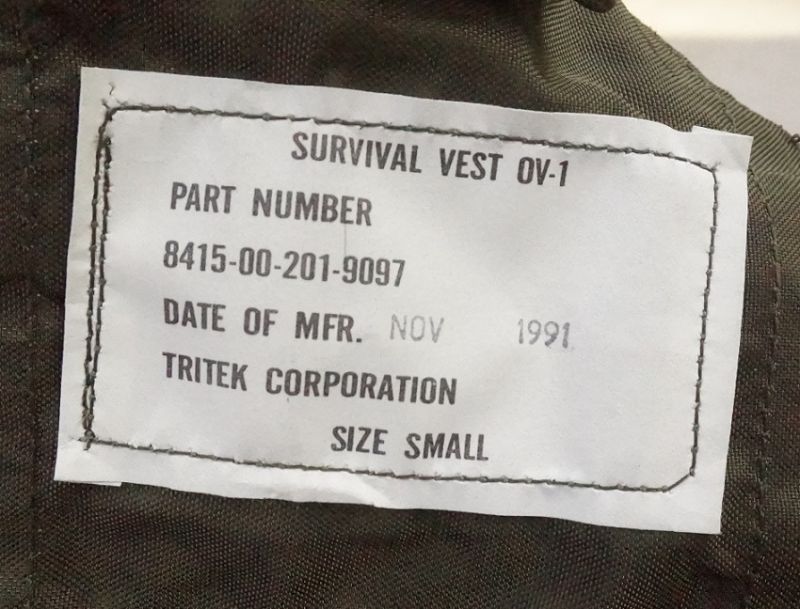 SURVIVAL VEST OV-1
PART NUMBER
8415-00-201-9097
DATE OF MFR. NOV 1991
TRITEK CORPORATION
SIZE SMALL